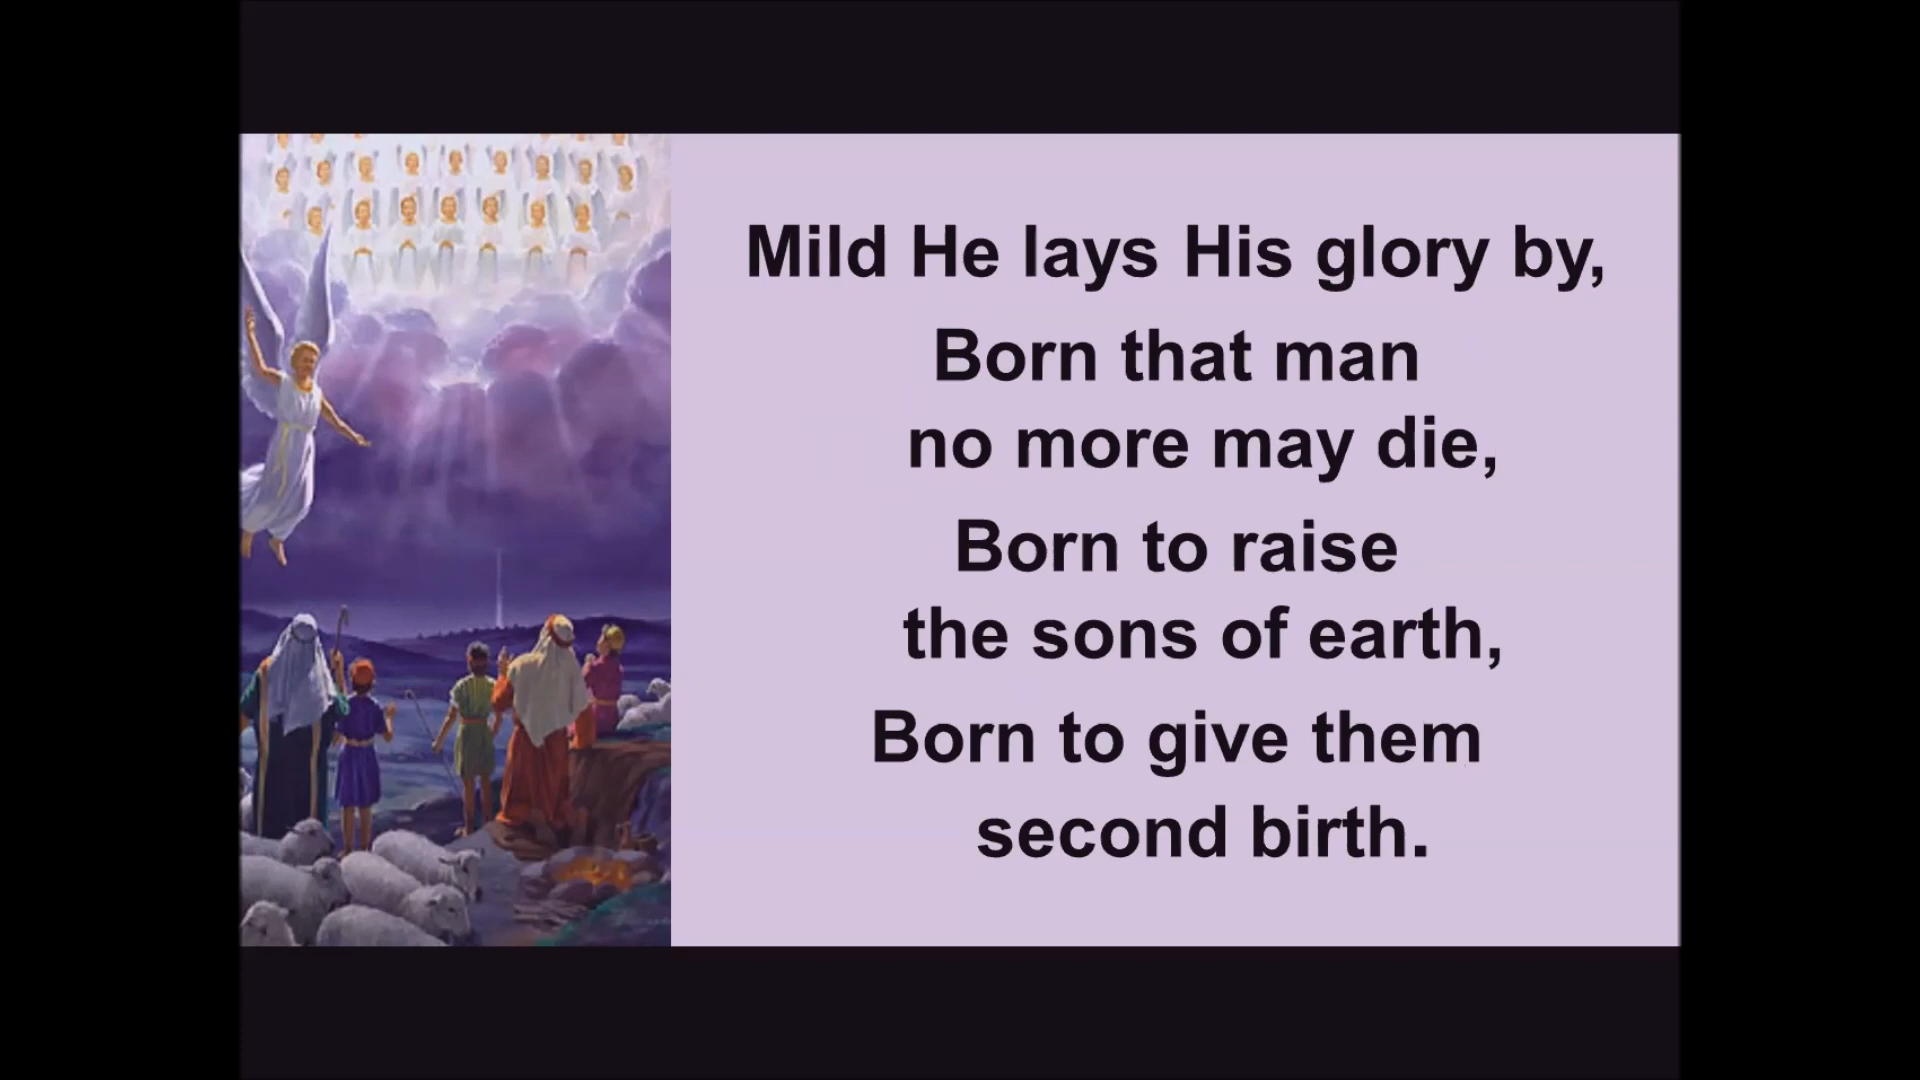 Mild He lays His glory by,
Born that man
no more may die,
Born to raise
the sons of earth,
Born to give them
second birth.